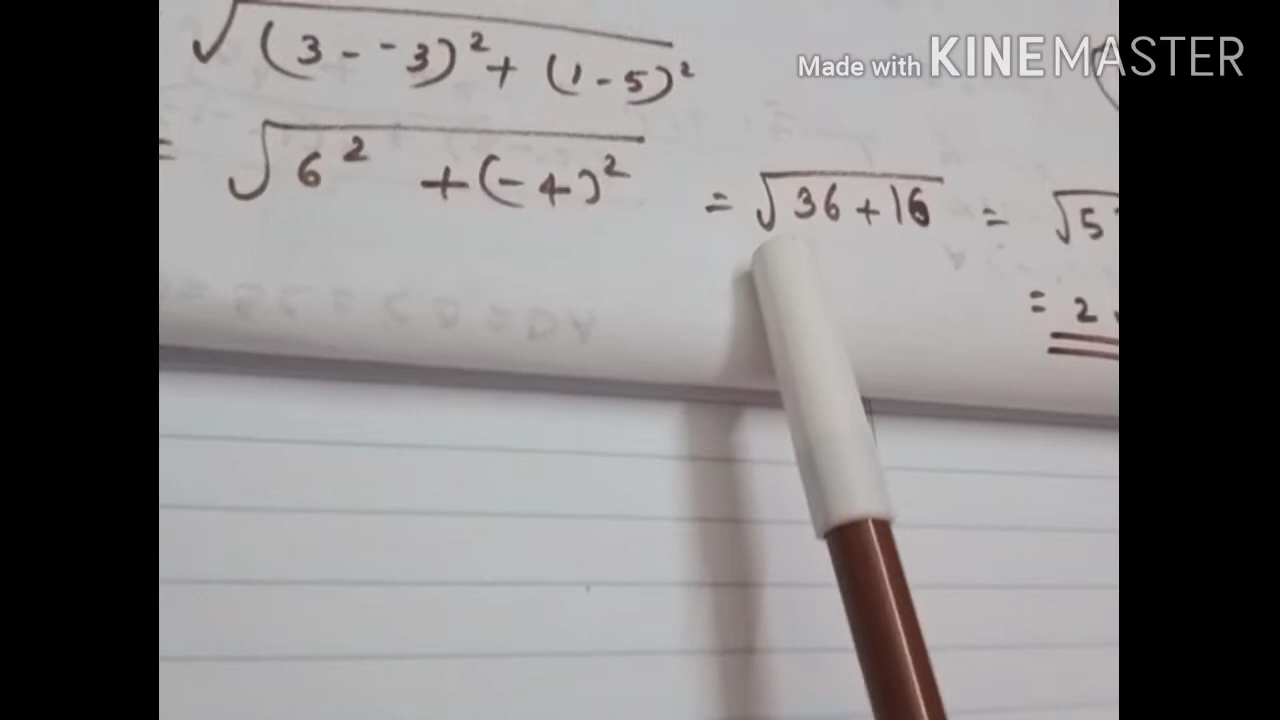 √(3 - -3)² + (1 - 5)²
Made with KINEMASTER
= √6² + (-4)² = √36 + 16 = √5
= 2